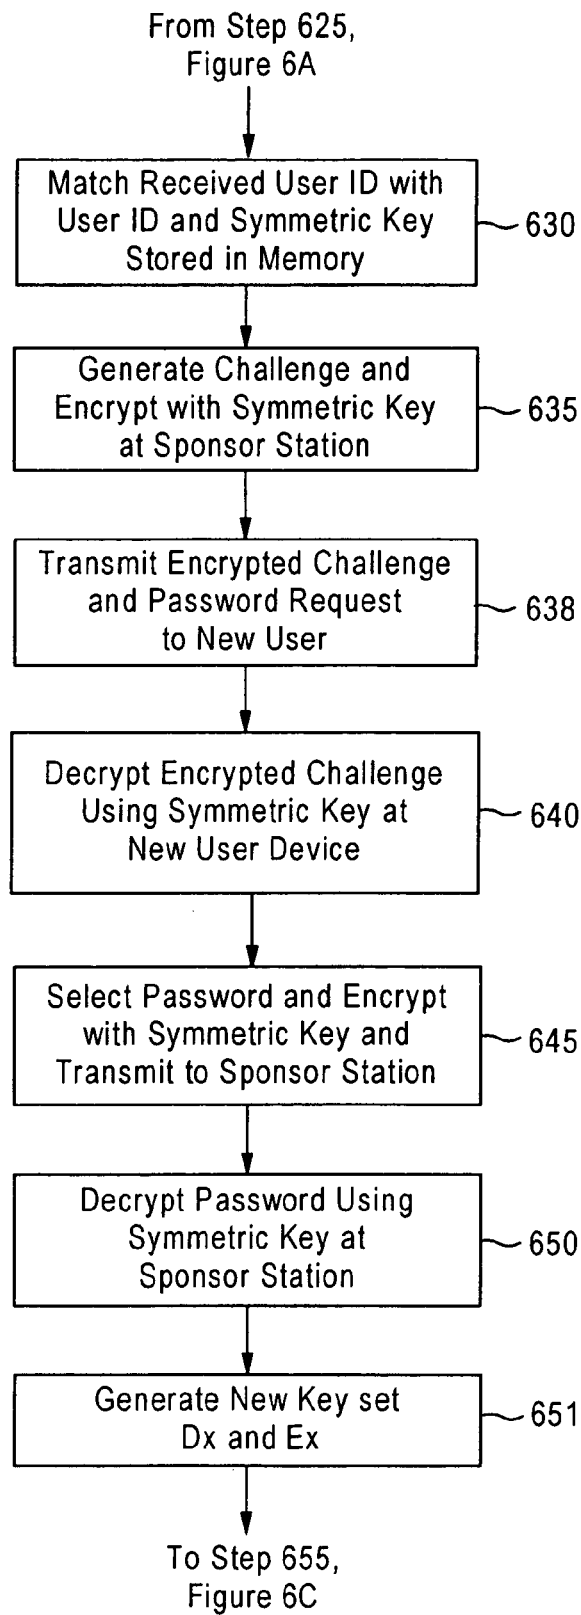 From Step 625,
Figure 6A
Match Received User ID with
User ID and Symmetric Key
Stored in Memory
630
Generate Challenge and
Encrypt with Symmetric Key
at Sponsor Station
635
Transmit Encrypted Challenge
and Password Request
to New User
638
Decrypt Encrypted Challenge
Using Symmetric Key at
New User Device
640
Select Password and Encrypt
with Symmetric Key and
Transmit to Sponsor Station
645
Decrypt Password Using
Symmetric Key at
Sponsor Station
650
Generate New Key set
Dx and Ex
651
To Step 655,
Figure 6C